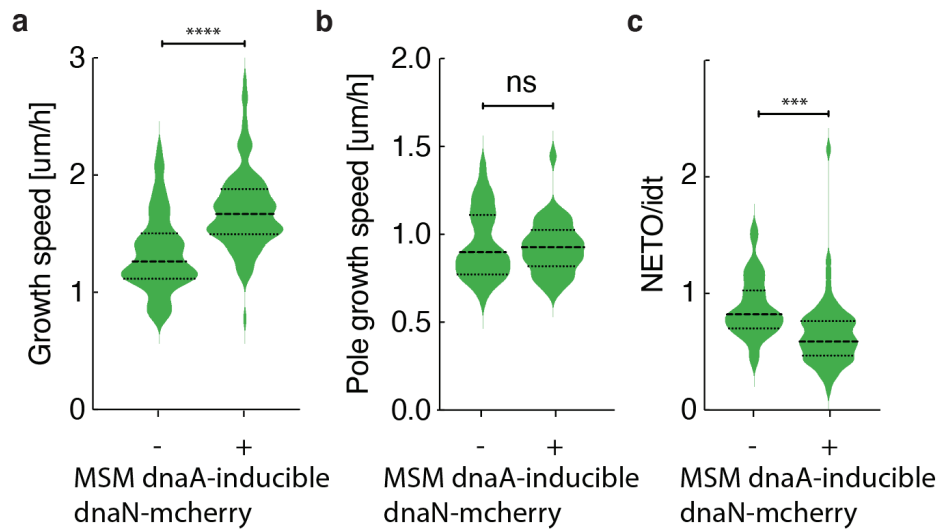 a
****
3
2
1
0
Growth speed [um/h]
- +
MSM dnaA-inducible
dnaN-mcherry
b
ns
2.0
1.5
1.0
0.5
0.0
Pole growth speed [um/h]
- +
MSM dnaA-inducible
dnaN-mcherry
c
***
2
1
0
NETO/idt
- +
MSM dnaA-inducible
dnaN-mcherry